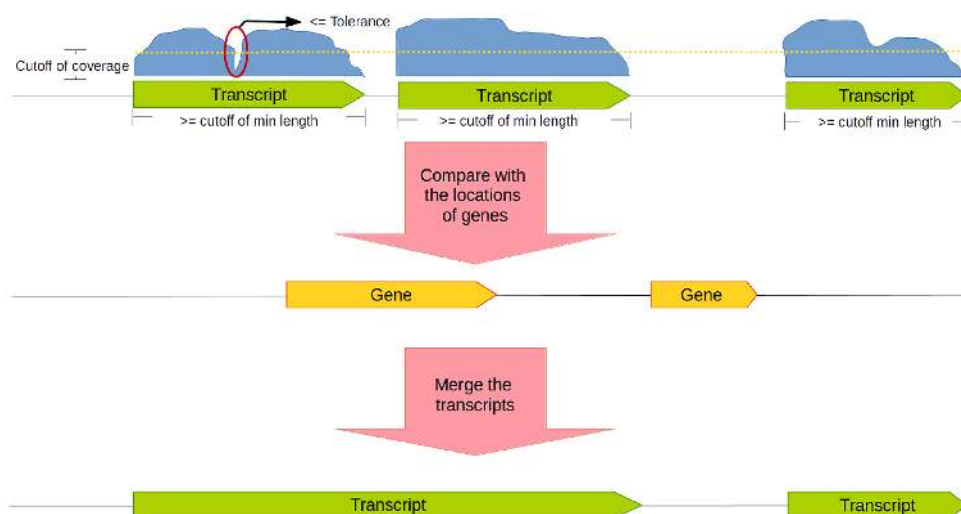 <= Tolerance
Cutoff of coverage
Transcript
Transcript
Transcript
>= cutoff of min length
>= cutoff of min length
>= cutoff min length
Compare with
the locations
of genes
Gene
Gene
Merge the
transcripts
Transcript
Transcript